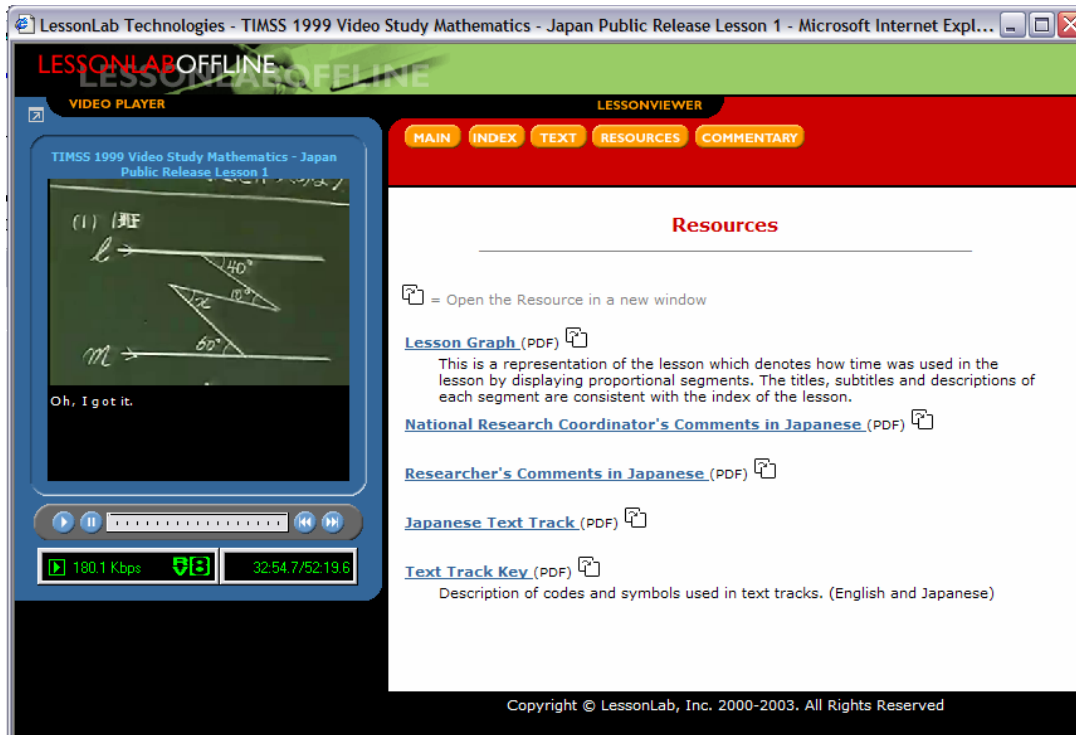 LessonLab Technologies - TIMSS 1999 Video Study Mathematics - Japan Public Release Lesson 1 - Microsoft Internet Expl...
LESSONLABOFFLINE
LESSONLABOFFLINE
VIDEO PLAYER
TIMSS 1999 Video Study Mathematics - Japan
Public Release Lesson 1
(1)
l
40°
10°
x
60°
m
Oh, I got it.
180.1 Kbps
32:54.7/52:19.6
LESSONVIEWER
MAIN INDEX TEXT RESOURCES COMMENTARY
Resources
= Open the Resource in a new window
Lesson Graph (PDF)
This is a representation of the lesson which denotes how time was used in the
lesson by displaying proportional segments. The titles, subtitles and descriptions of
each segment are consistent with the index of the lesson.
National Research Coordinator's Comments in Japanese (PDF)
Researcher's Comments in Japanese (PDF)
Japanese Text Track (PDF)
Text Track Key (PDF)
Description of codes and symbols used in text tracks. (English and Japanese)
Copyright © LessonLab, Inc. 2000-2003. All Rights Reserved